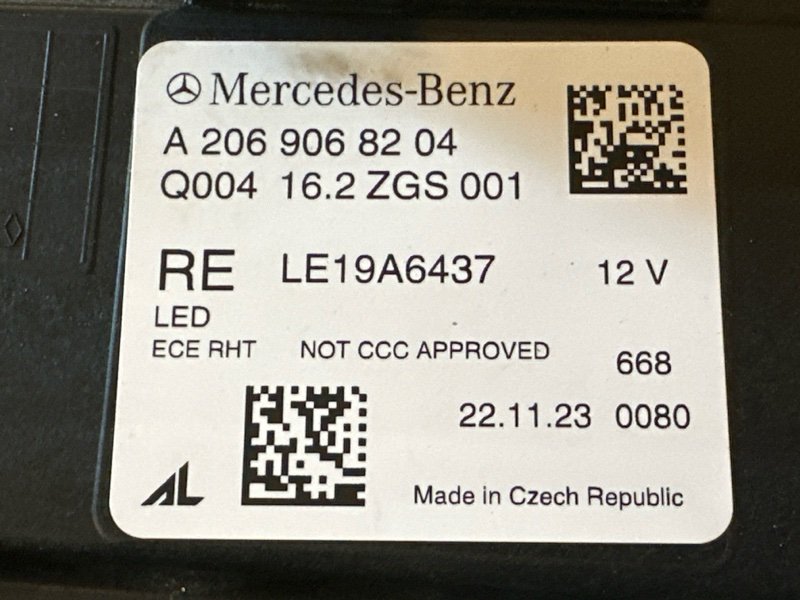 Mercedes-Benz
A 206 906 82 04
Q004 16.2 ZGS 001
RE LE19A6437 12 V
LED
ECE RHT NOT CCC APPROVED 668
22.11.23 0080
AL Made in Czech Republic